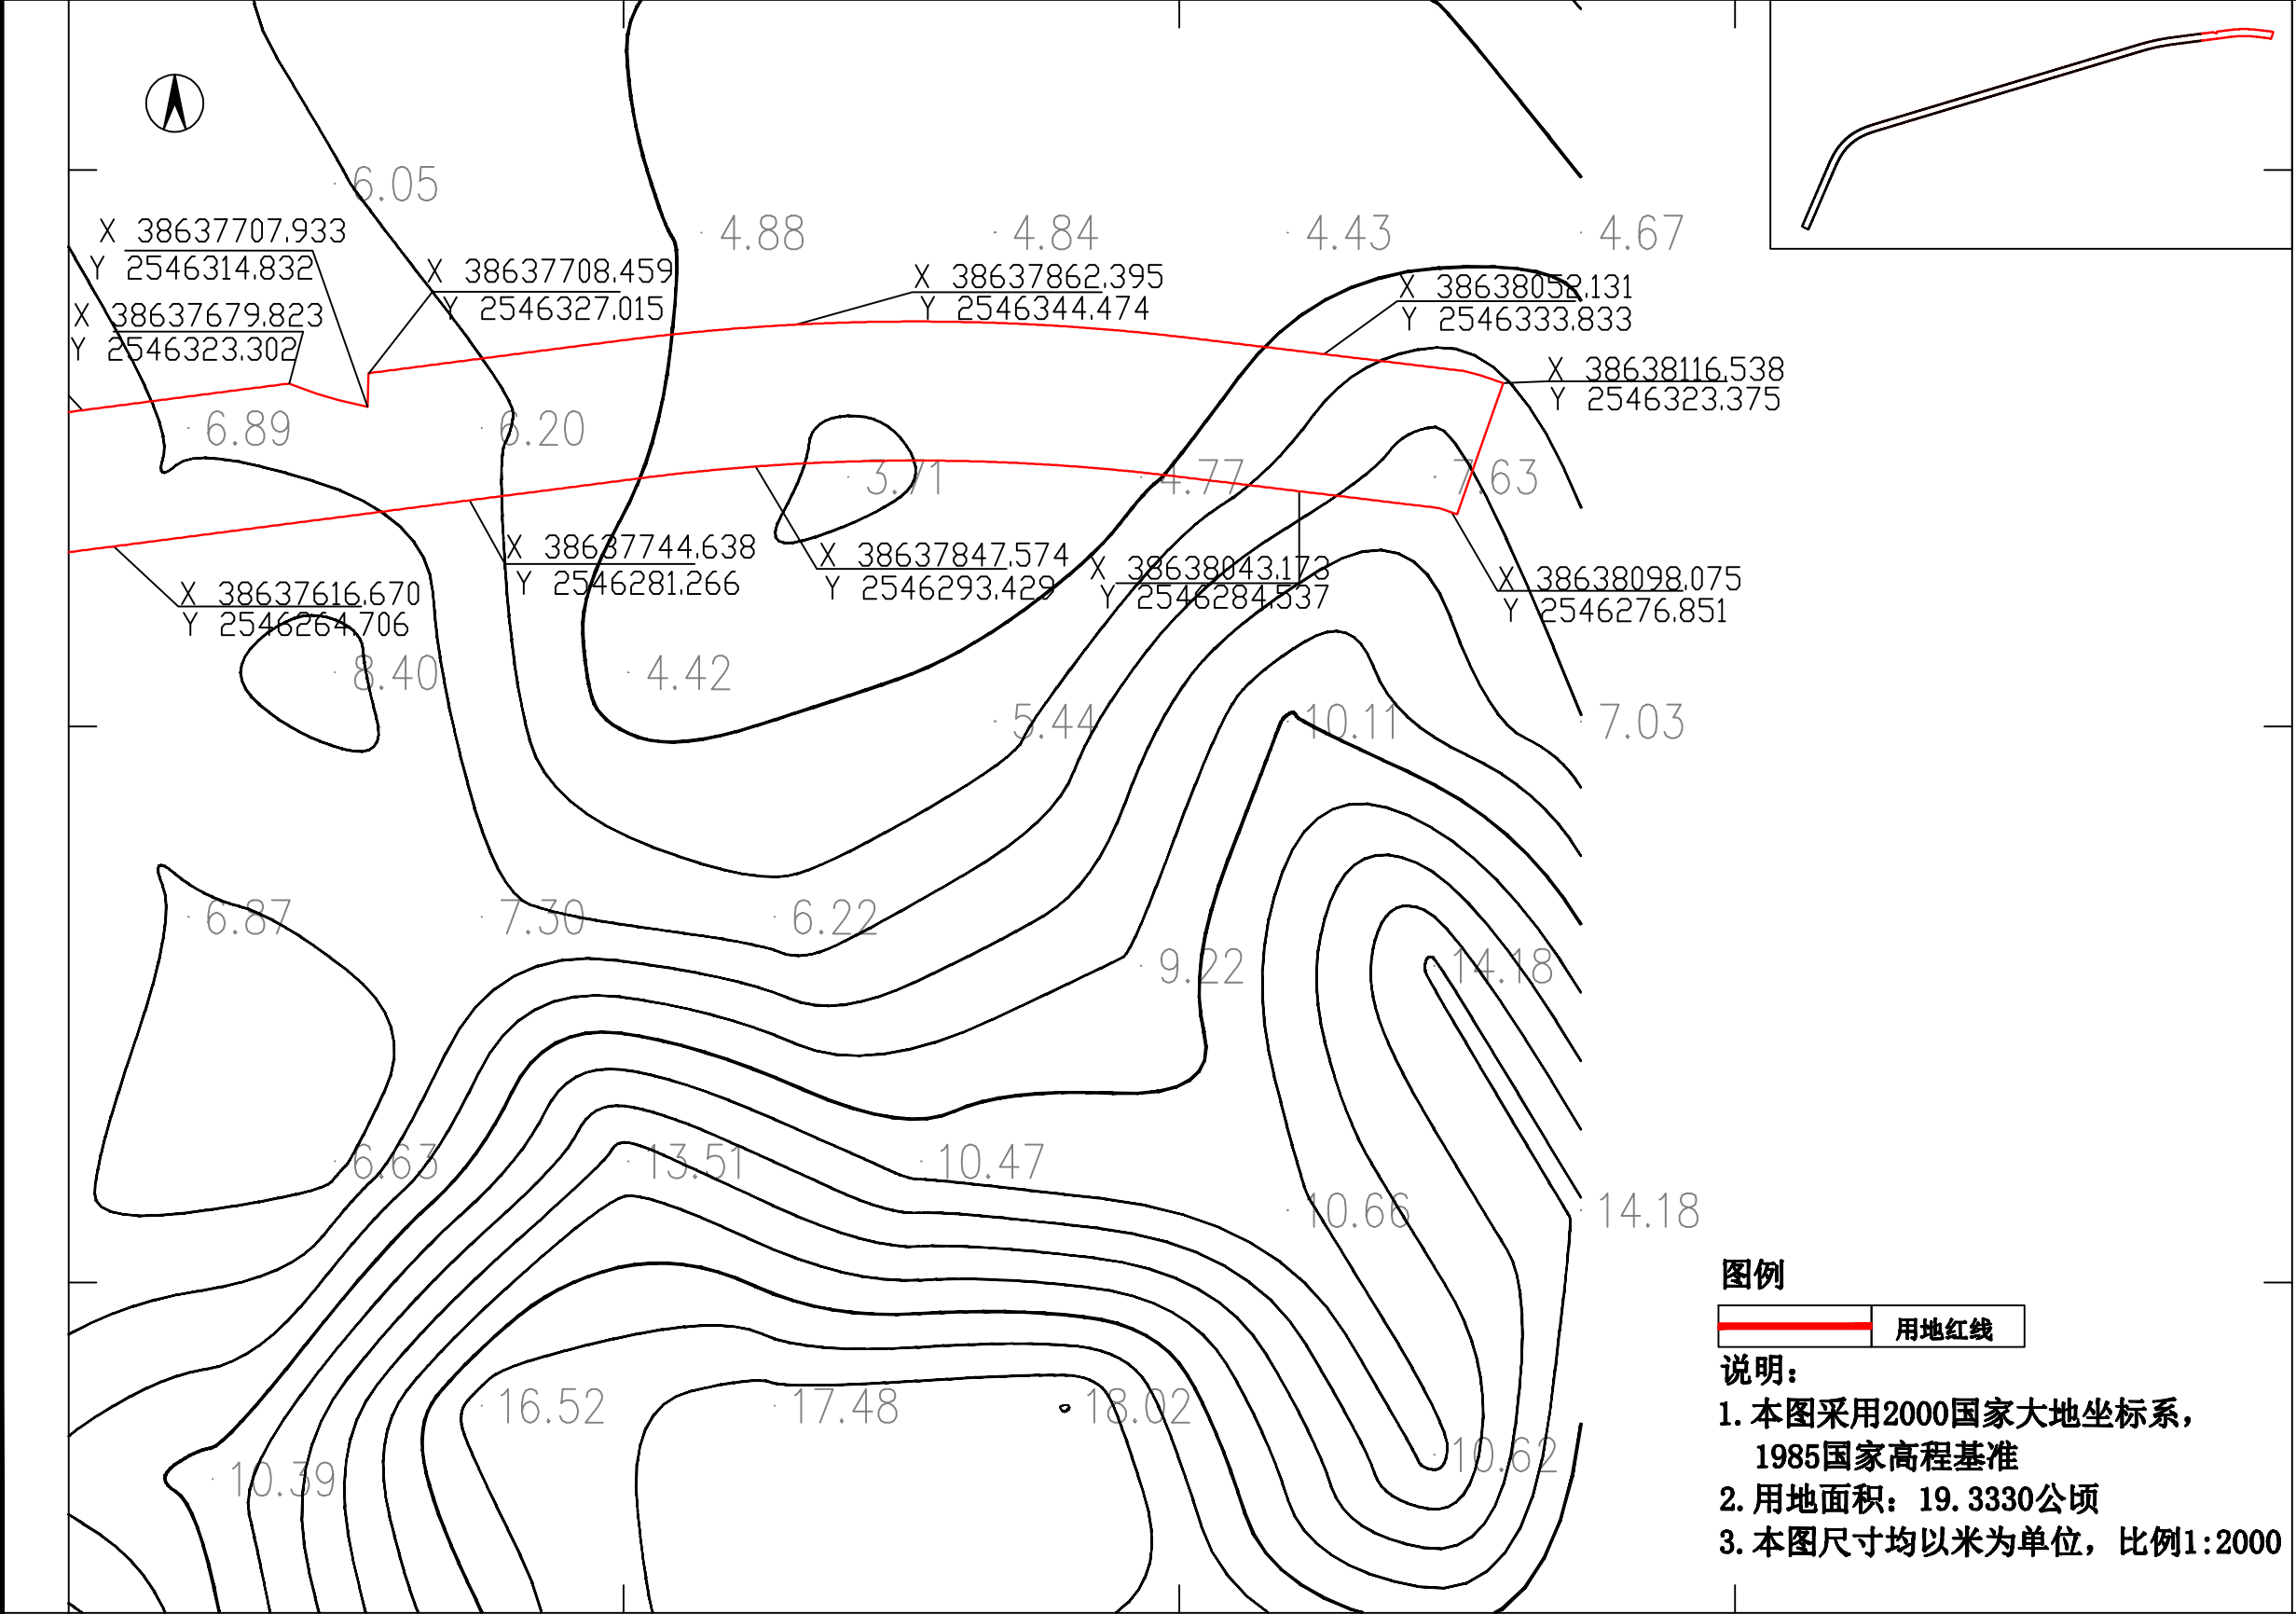 6.05
4.88
4.84
4.43
4.67
X 38637707.933
Y 2546314.832
X 38637708.459
Y 2546327.015
X 38637862.395
Y 2546344.474
X 38638052.131
Y 2546333.833
X 38637679.823
Y 2546323.302
X 38638116.538
Y 2546323.375
6.89
6.20
3.71
4.77
7.63
X 38637744.638
Y 2546281.266
X 38637847.574
Y 2546293.429
X 38638043.173
Y 2546284.537
X 38638098.075
Y 2546276.851
X 38637616.670
Y 2546264.706
8.40
4.42
5.44
10.11
7.03
6.87
7.30
6.22
9.22
14.18
6.63
13.51
10.47
10.66
14.18
16.52
17.48
18.02
10.62
10.39
图例
用地红线
说明：
1.本图采用2000国家大地坐标系，
1985国家高程基准
2.用地面积：19.3330公顷
3.本图尺寸均以米为单位，比例1:2000